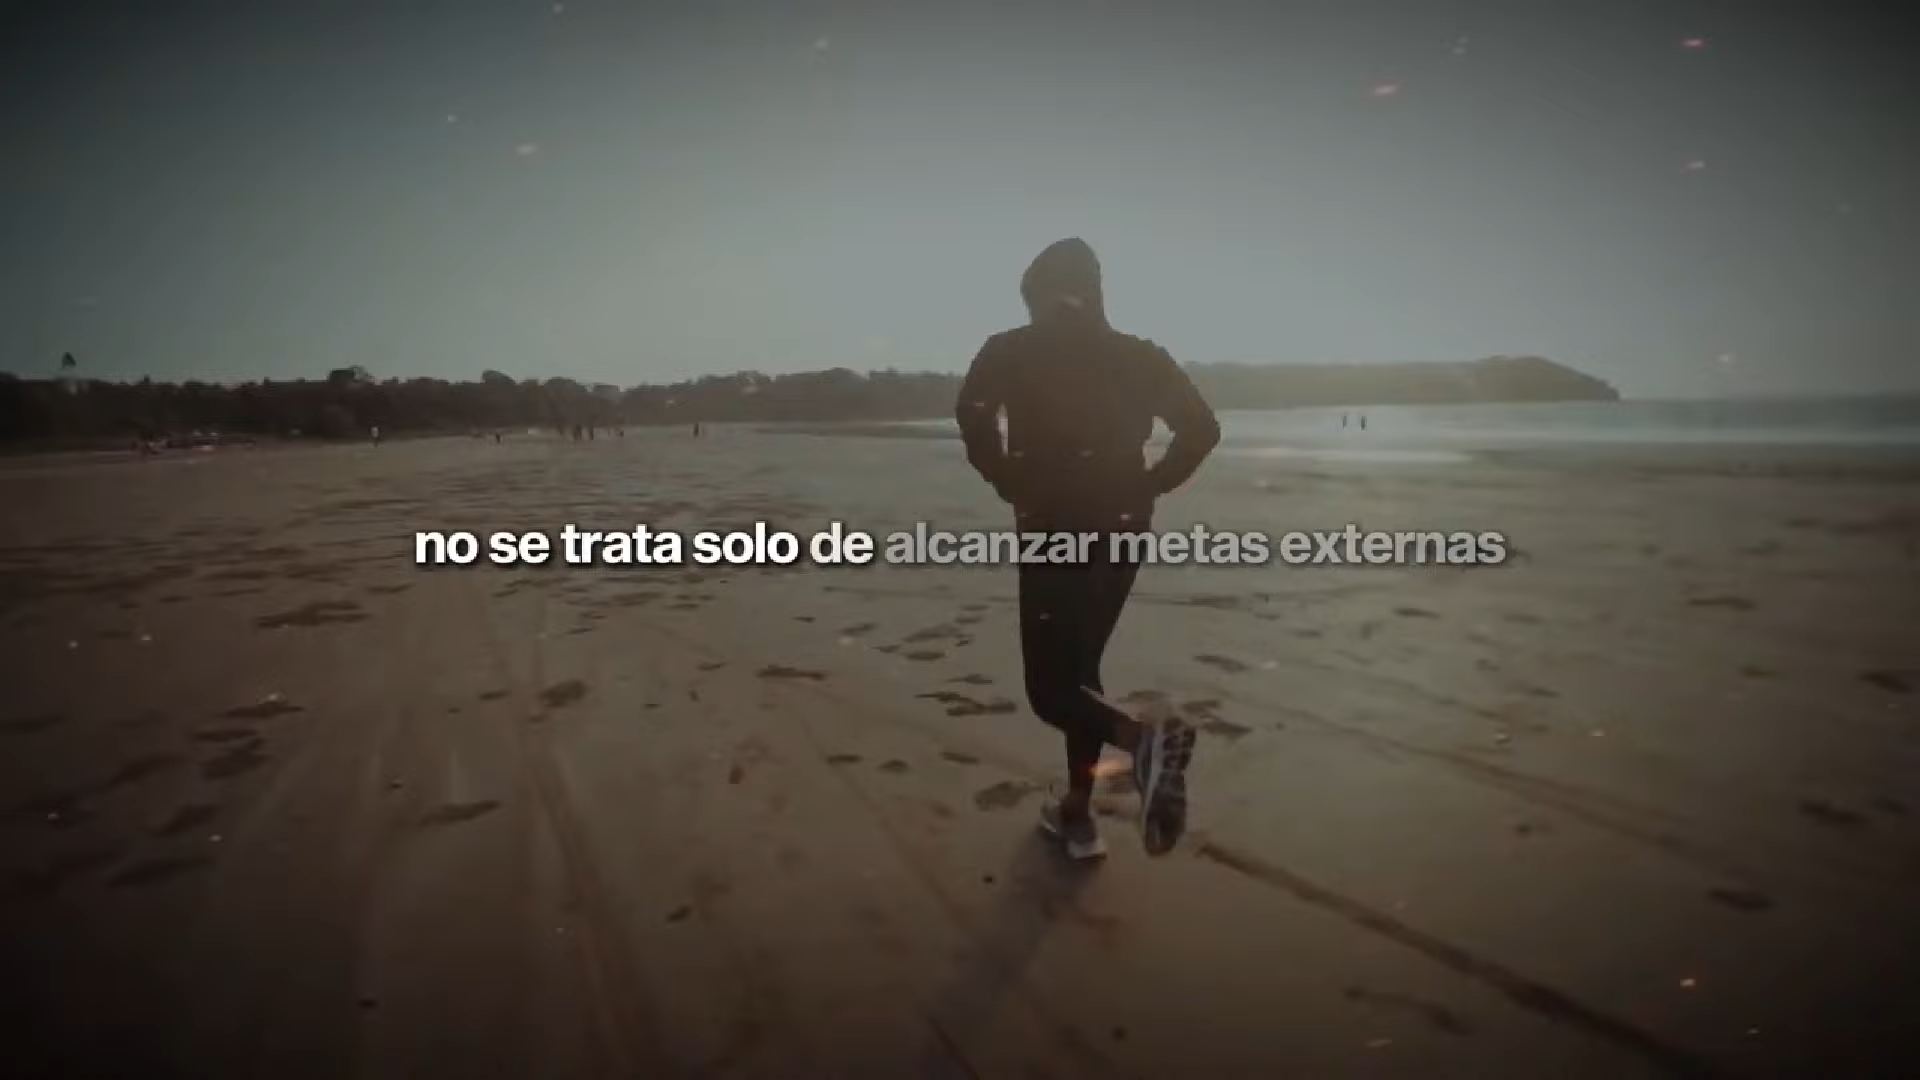 no se trata solo de alcanzar metas externas